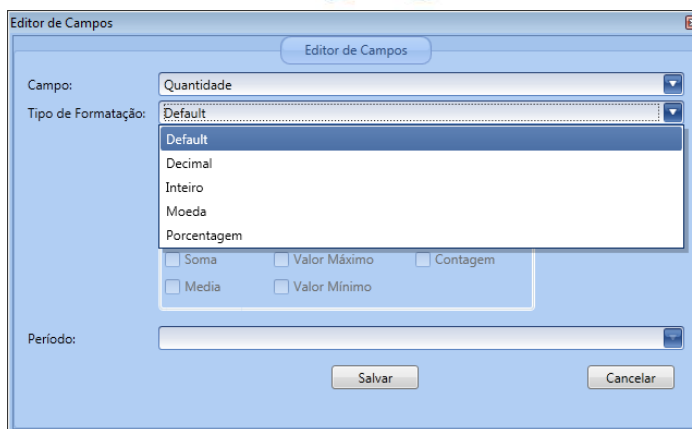 Editor de Campos
Editor de Campos
Campo: Quantidade
Tipo de Formatação: Default
Default
Decimal
Inteiro
Moeda
Porcentagem
Soma Valor Máximo Contagem
Media Valor Mínimo
Período:
Salvar Cancelar